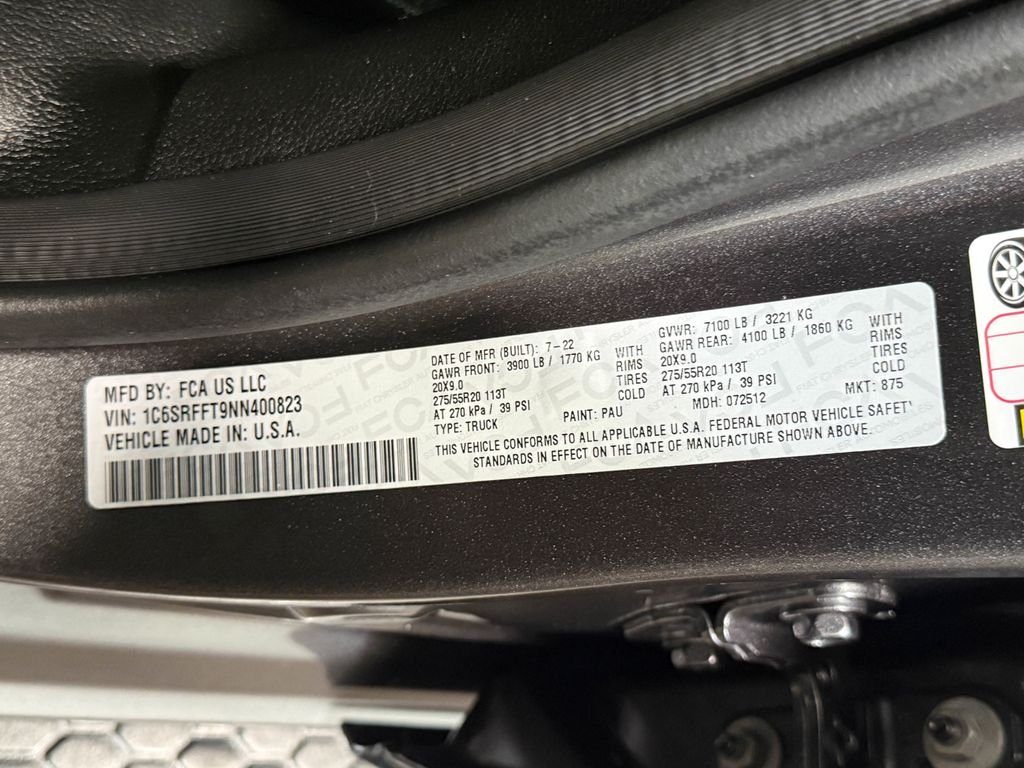 MFD BY: FCA US LLC
VIN: 1C6SRFFT9NN400823
VEHICLE MADE IN: U.S.A.
DATE OF MFR (BUILT): 7-22
GAWR FRONT: 3900 LB / 1770 KG WITH
20X9.0 RIMS
275/55R20 113T TIRES
AT 270 kPa / 39 PSI COLD
TYPE: TRUCK
PAINT: PAU
GVWR: 7100 LB / 3221 KG
GAWR REAR: 4100 LB / 1860 KG WITH
20X9.0 RIMS
275/55R20 113T TIRES
AT 270 kPa / 39 PSI COLD
MDH: 072512
MKT: 875
THIS VEHICLE CONFORMS TO ALL APPLICABLE U.S.A. FEDERAL MOTOR VEHICLE SAFETY
STANDARDS IN EFFECT ON THE DATE OF MANUFACTURE SHOWN ABOVE.